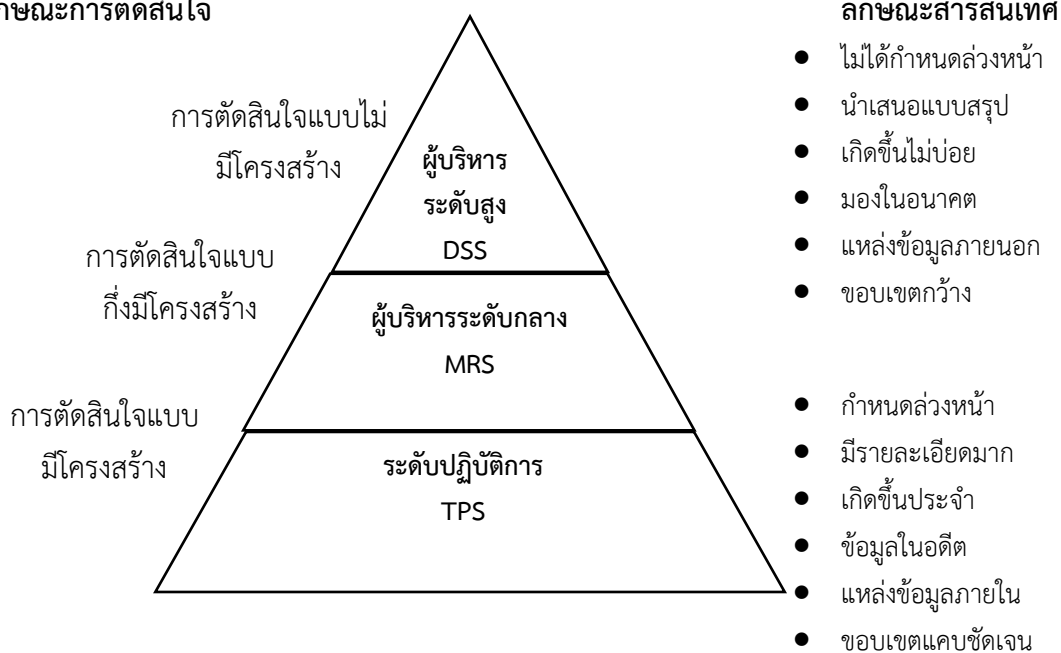 ลักษณะสารสนเทศ
การตัดสินใจแบบไม่
มีโครงสร้าง
การตัดสินใจแบบ
กึ่งมีโครงสร้าง
การตัดสินใจแบบ
มีโครงสร้าง
ผู้บริหาร
ระดับสูง
DSS
ผู้บริหารระดับกลาง
MRS
ระดับปฏิบัติการ
TPS
● ไม่ได้กำหนดล่วงหน้า
● นำเสนอแบบสรุป
● เกิดขึ้นไม่บ่อย
● มองในอนาคต
● แหล่งข้อมูลภายนอก
● ขอบเขตกว้าง
● กำหนดล่วงหน้า
● มีรายละเอียดมาก
● เกิดขึ้นประจำ
● ข้อมูลในอดีต
● แหล่งข้อมูลภายใน
● ขอบเขตแคบชัดเจน